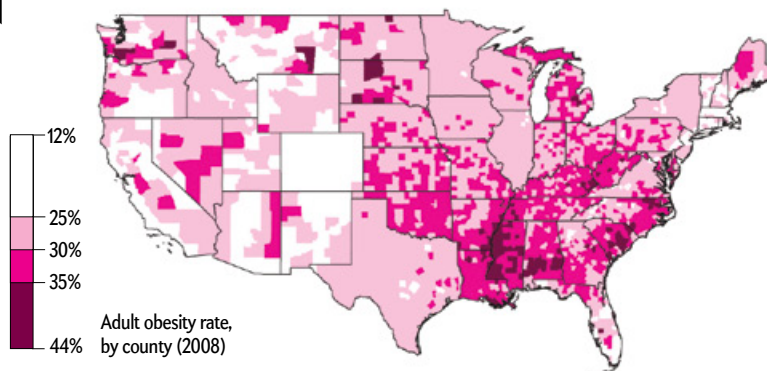 12%
25%
30%
35%
44%
Adult obesity rate,
by county (2008)